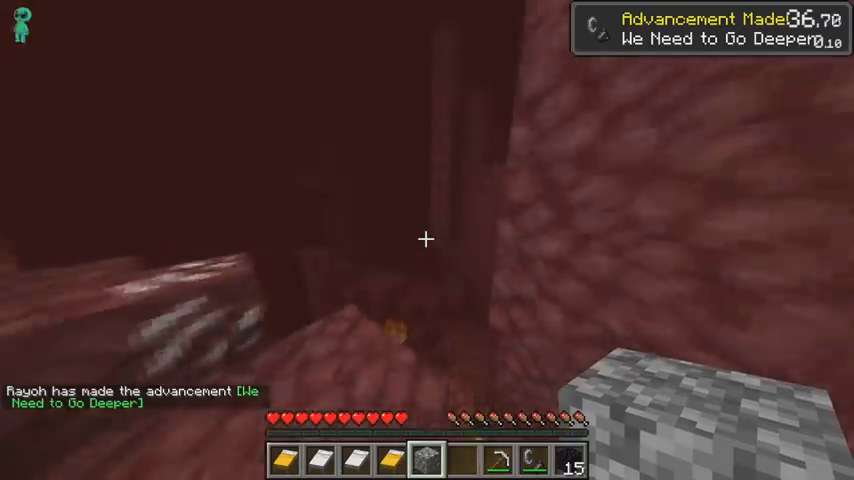 Advancement Made!
36.70
We Need to Go Deeper
0.10
Rayoh has made the advancement [We
Need to Go Deeper]
15